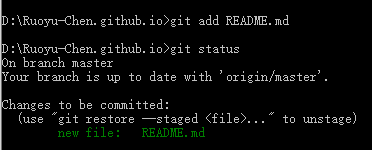 D:\Ruoyu-Chen.github.io>git add README.md
D:\Ruoyu-Chen.github.io>git status
On branch master
Your branch is up to date with 'origin/master'.
Changes to be committed:
(use "git restore --staged <file>..." to unstage)
new file: README.md